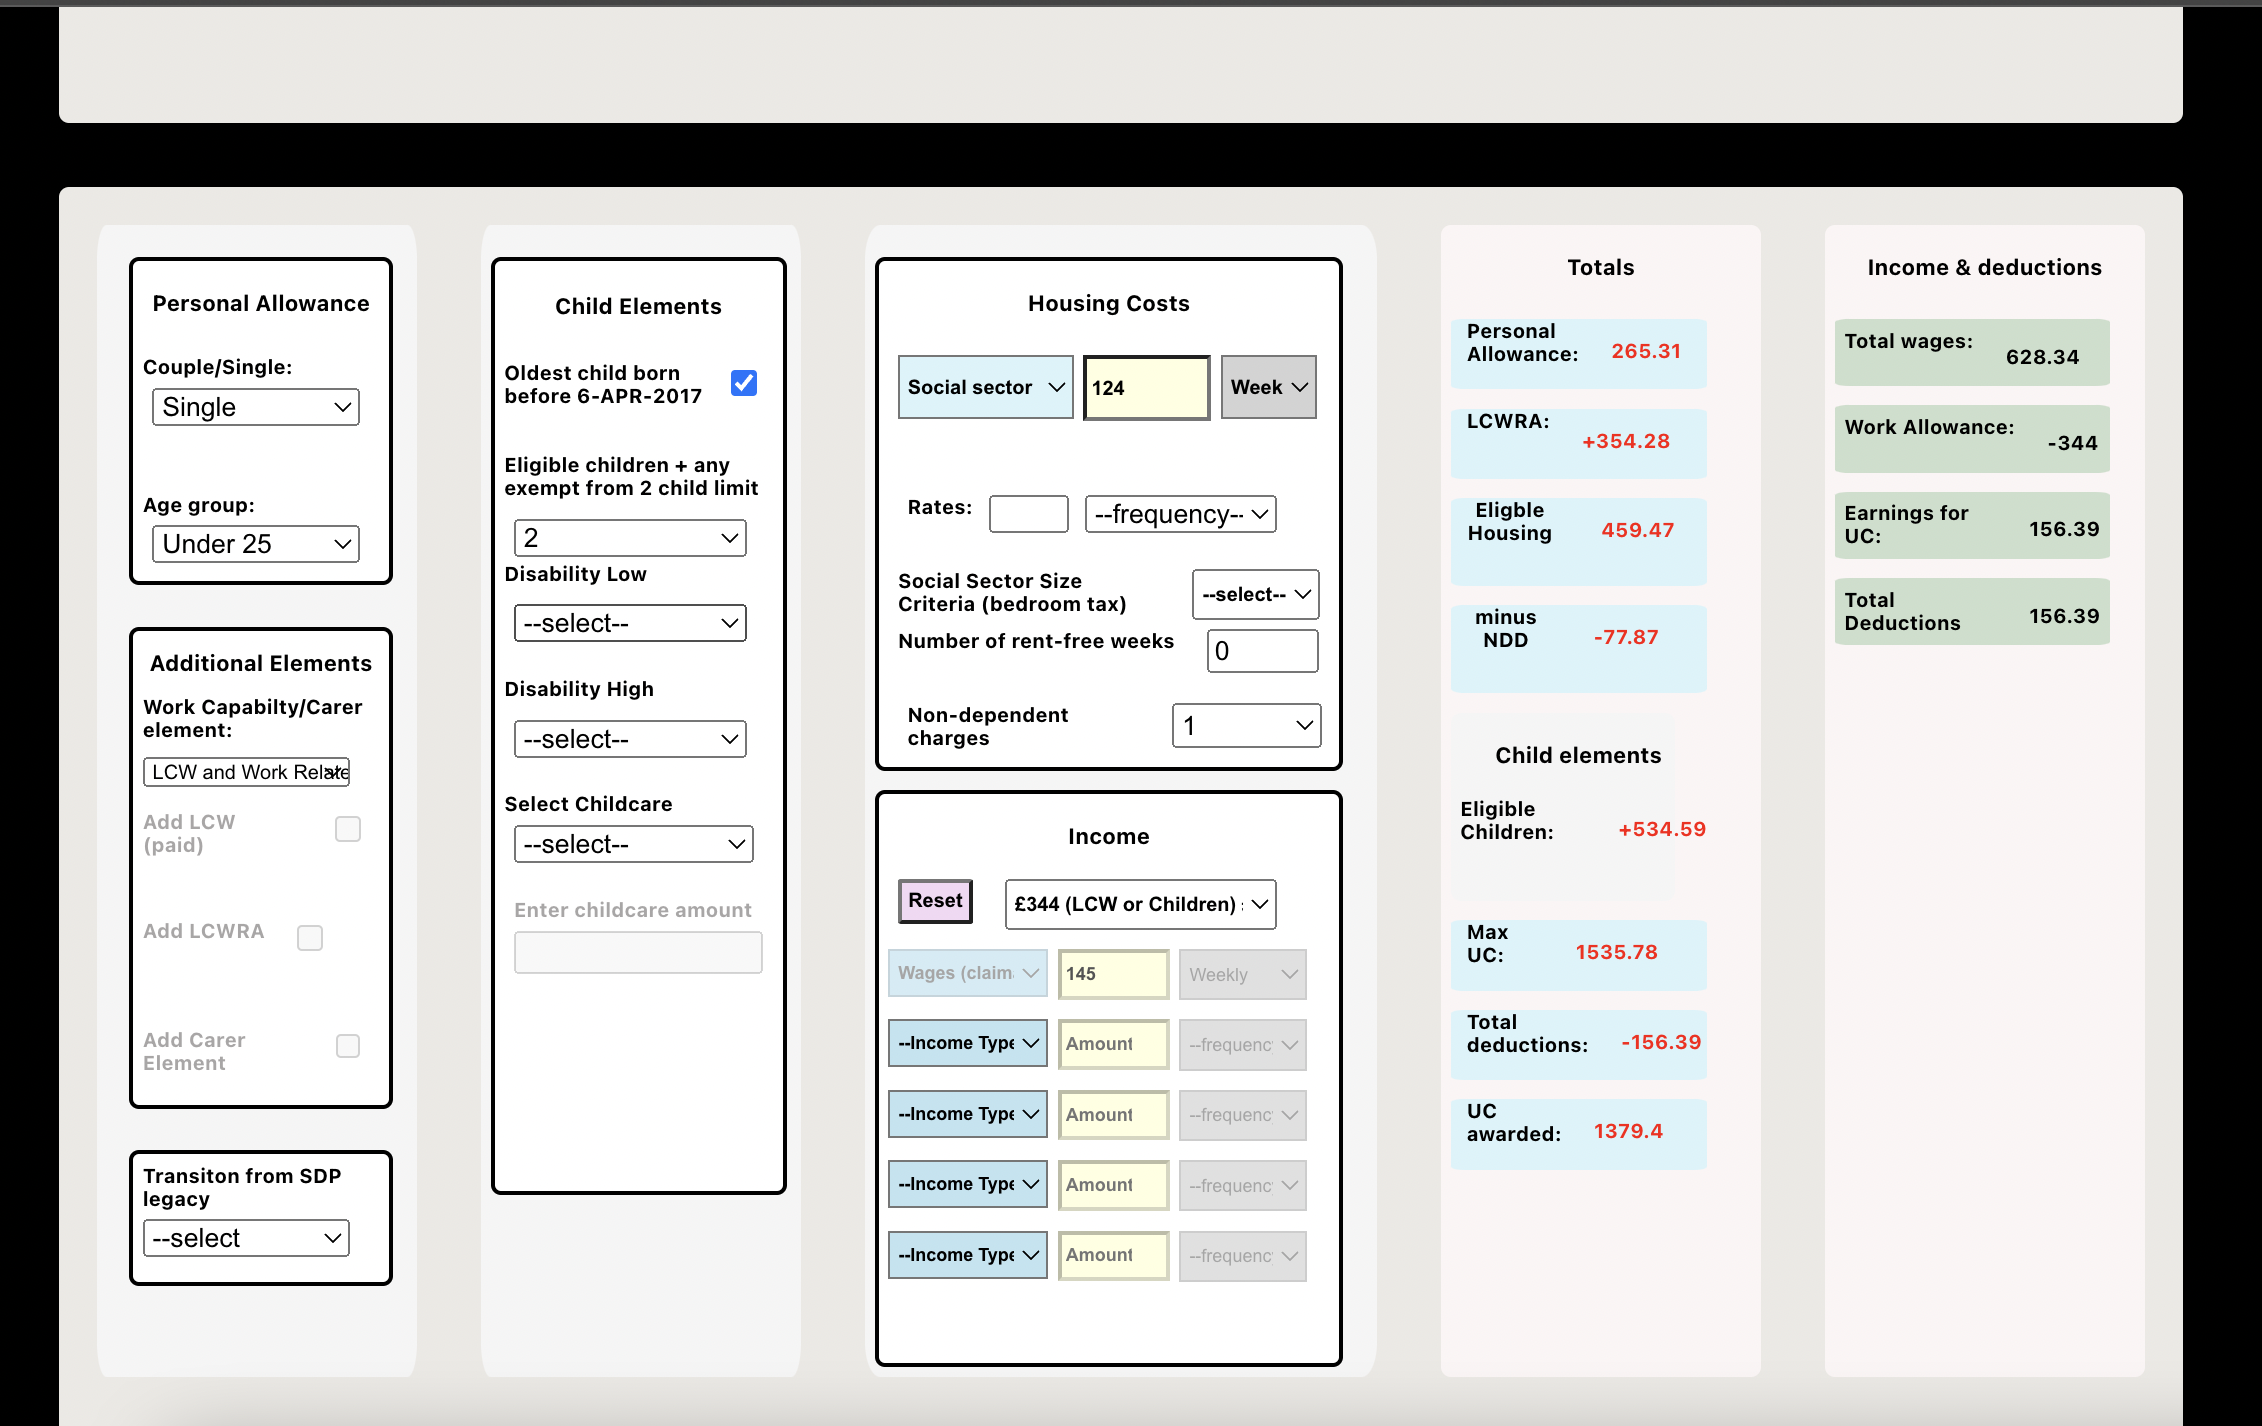 Personal Allowance
Couple/Single:
Single
Age group:
Under 25
Additional Elements
Work Capabilty/Carer
element:
LCW and Work Relate
Add LCW
(paid)
Add LCWRA
Add Carer
Element
Transiton from SDP
legacy
--select
Child Elements
Oldest child born
before 6-APR-2017
Eligible children + any
exempt from 2 child limit
2
Disability Low
--select--
Disability High
--select--
Select Childcare
--select--
Enter childcare amount
Housing Costs
Social sector 124 Week
Rates: --frequency--
Social Sector Size
Criteria (bedroom tax)
--select--
Number of rent-free weeks 0
Non-dependent
charges
1
Income
Reset £344 (LCW or Children)
Wages (claim 145 Weekly
--Income Type Amount --frequenc
--Income Type Amount --frequenc
--Income Type Amount --frequenc
--Income Type Amount --frequenc
Totals
Personal
Allowance: 265.31
LCWRA: +354.28
Eligble
Housing 459.47
minus
NDD -77.87
Child elements
Eligible
Children: +534.59
Max
UC: 1535.78
Total
deductions: -156.39
UC
awarded: 1379.4
Income & deductions
Total wages: 628.34
Work Allowance: -344
Earnings for
UC: 156.39
Total
Deductions 156.39